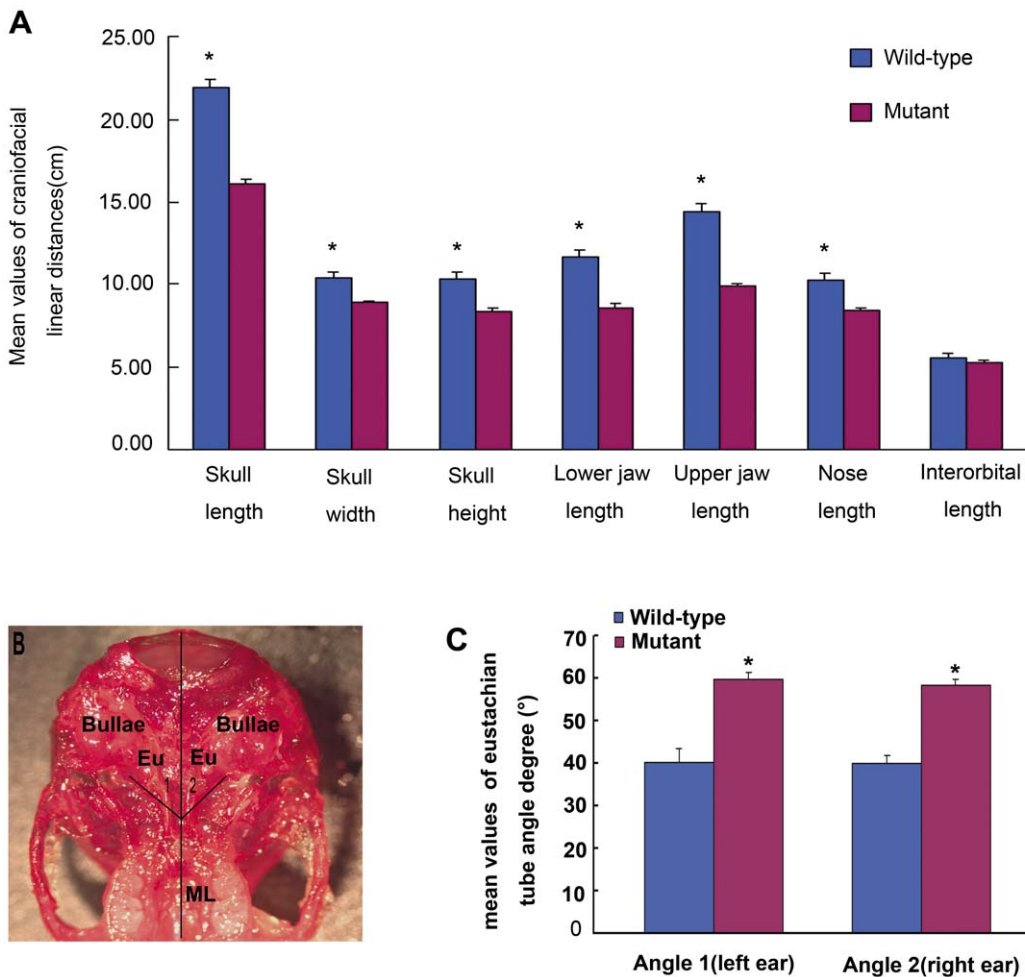 A
Mean values of craniofacial
linear distances(cm)
25.00
20.00
15.00
10.00
5.00
0.00
*
*
*
*
*
*
Wild-type
Mutant
Skull
length
Skull
width
Skull
height
Lower jaw
length
Upper jaw
length
Nose
length
Interorbital
length
B
Bullae
Bullae
Eu
Eu
1
2
ML
C
Wild-type
Mutant
mean values of eustachian
tube angle degree (°)
70
60
50
40
30
20
10
0
*
*
Angle 1(left ear)
Angle 2(right ear)